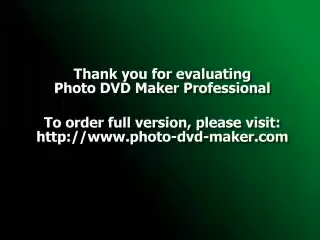 Thank you for evaluating
Photo DVD Maker Professional
To order full version, please visit:
http://www.photo-dvd-maker.com